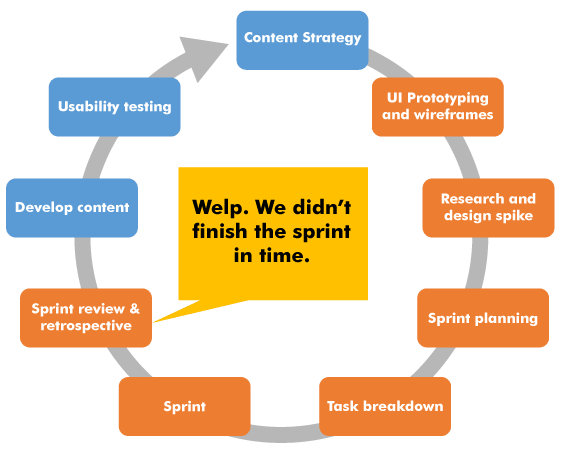 Content Strategy
UI Prototyping
and wireframes
Research and
design spike
Sprint planning
Task breakdown
Sprint
Sprint review &
retrospective
Develop content
Usability testing
Welp. We didn’t
finish the sprint
in time.